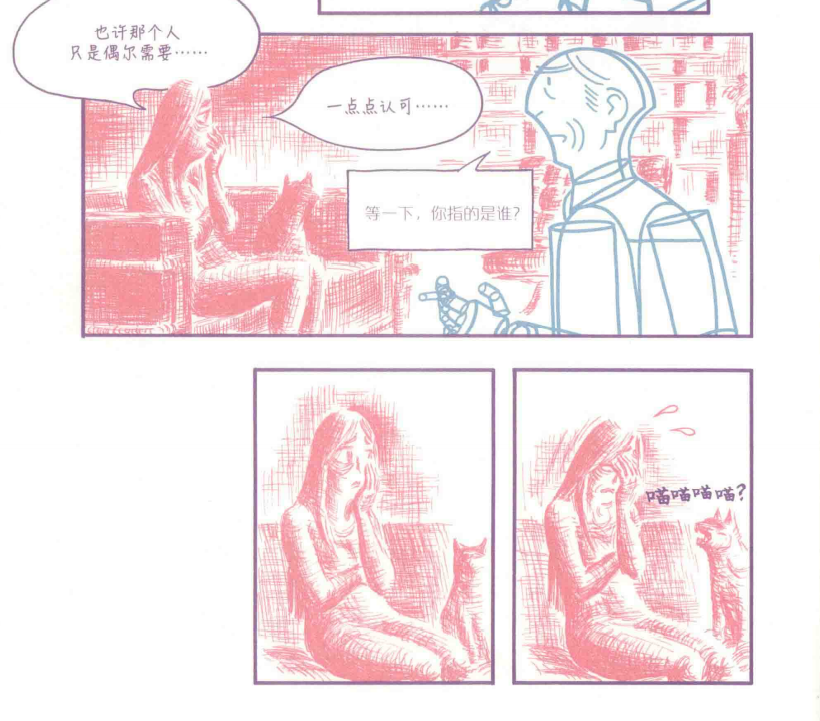 也许那个人
只是偶尔需要……
一点点认可……
等一下，你指的是谁？
喵喵喵喵？